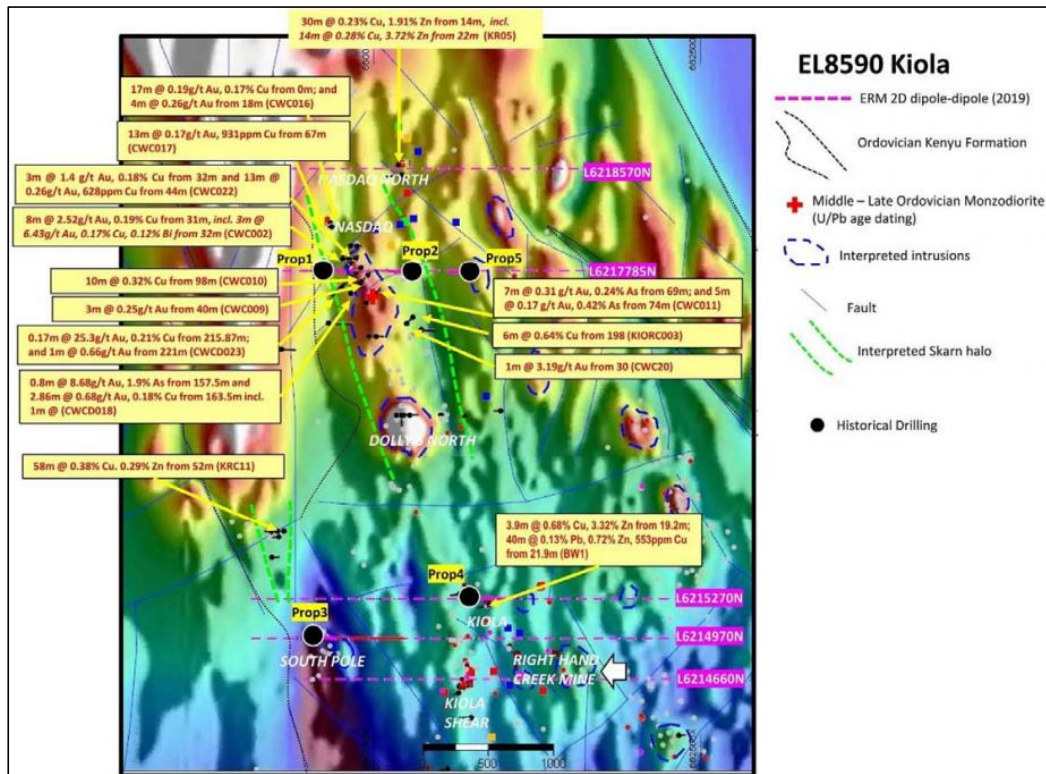 30m @ 0.23% Cu, 1.91% Zn from 14m, incl.
14m @ 0.28% Cu, 3.72% Zn from 22m (KR05)
17m @ 0.19g/t Au, 0.17% Cu from 0m; and
4m @ 0.26g/t Au from 18m (CWC016)
13m @ 0.17g/t Au, 931ppm Cu from 67m
(CWC017)
3m @ 1.4 g/t Au, 0.18% Cu from 32m and 13m @
0.26g/t Au, 628ppm Cu from 44m (CWC022)
8m @ 2.52g/t Au, 0.19% Cu from 31m, incl. 3m @
6.43g/t Au, 0.17% Cu, 0.12% Bi from 32m (CWC002)
10m @ 0.32% Cu from 98m (CWC010)
3m @ 0.25g/t Au from 40m (CWC009)
0.17m @ 25.3g/t Au, 0.21% Cu from 215.87m;
and 1m @ 0.66g/t Au from 221m (CWCD023)
0.8m @ 8.68g/t Au, 1.9% As from 157.5m and
2.86m @ 0.68g/t Au, 0.18% Cu from 163.5m incl.
1m @ (CWCD018)
58m @ 0.38% Cu. 0.29% Zn from 52m (KRC11)
NORTH
L6218570N
NASDAQ
Prop1
Prop2
Prop5
L6217785N
7m @ 0.31 g/t Au, 0.24% As from 69m; and 5m
@ 0.17 g/t Au, 0.42% As from 74m (CWC011)
6m @ 0.64% Cu from 198 (KIORC003)
1m @ 3.19g/t Au from 30 (CWC20)
DOLLY'S NORTH
3.9m @ 0.68% Cu, 3.32% Zn from 19.2m;
40m @ 0.13% Pb, 0.72% Zn, 553ppm Cu
from 21.9m (BW1)
Prop4
L6215270N
KIOLA
Prop3
L6214970N
SOUTH POLE
RIGHT HAND
CREEK MINE
L6214660N
KIOLA
SHEAR
0 500 1000
EL8590 Kiola
ERM 2D dipole-dipole (2019)
Ordovician Kenyu Formation
Middle – Late Ordovician Monzodiorite
(U/Pb age dating)
Interpreted intrusions
Fault
Interpreted Skarn halo
Historical Drilling